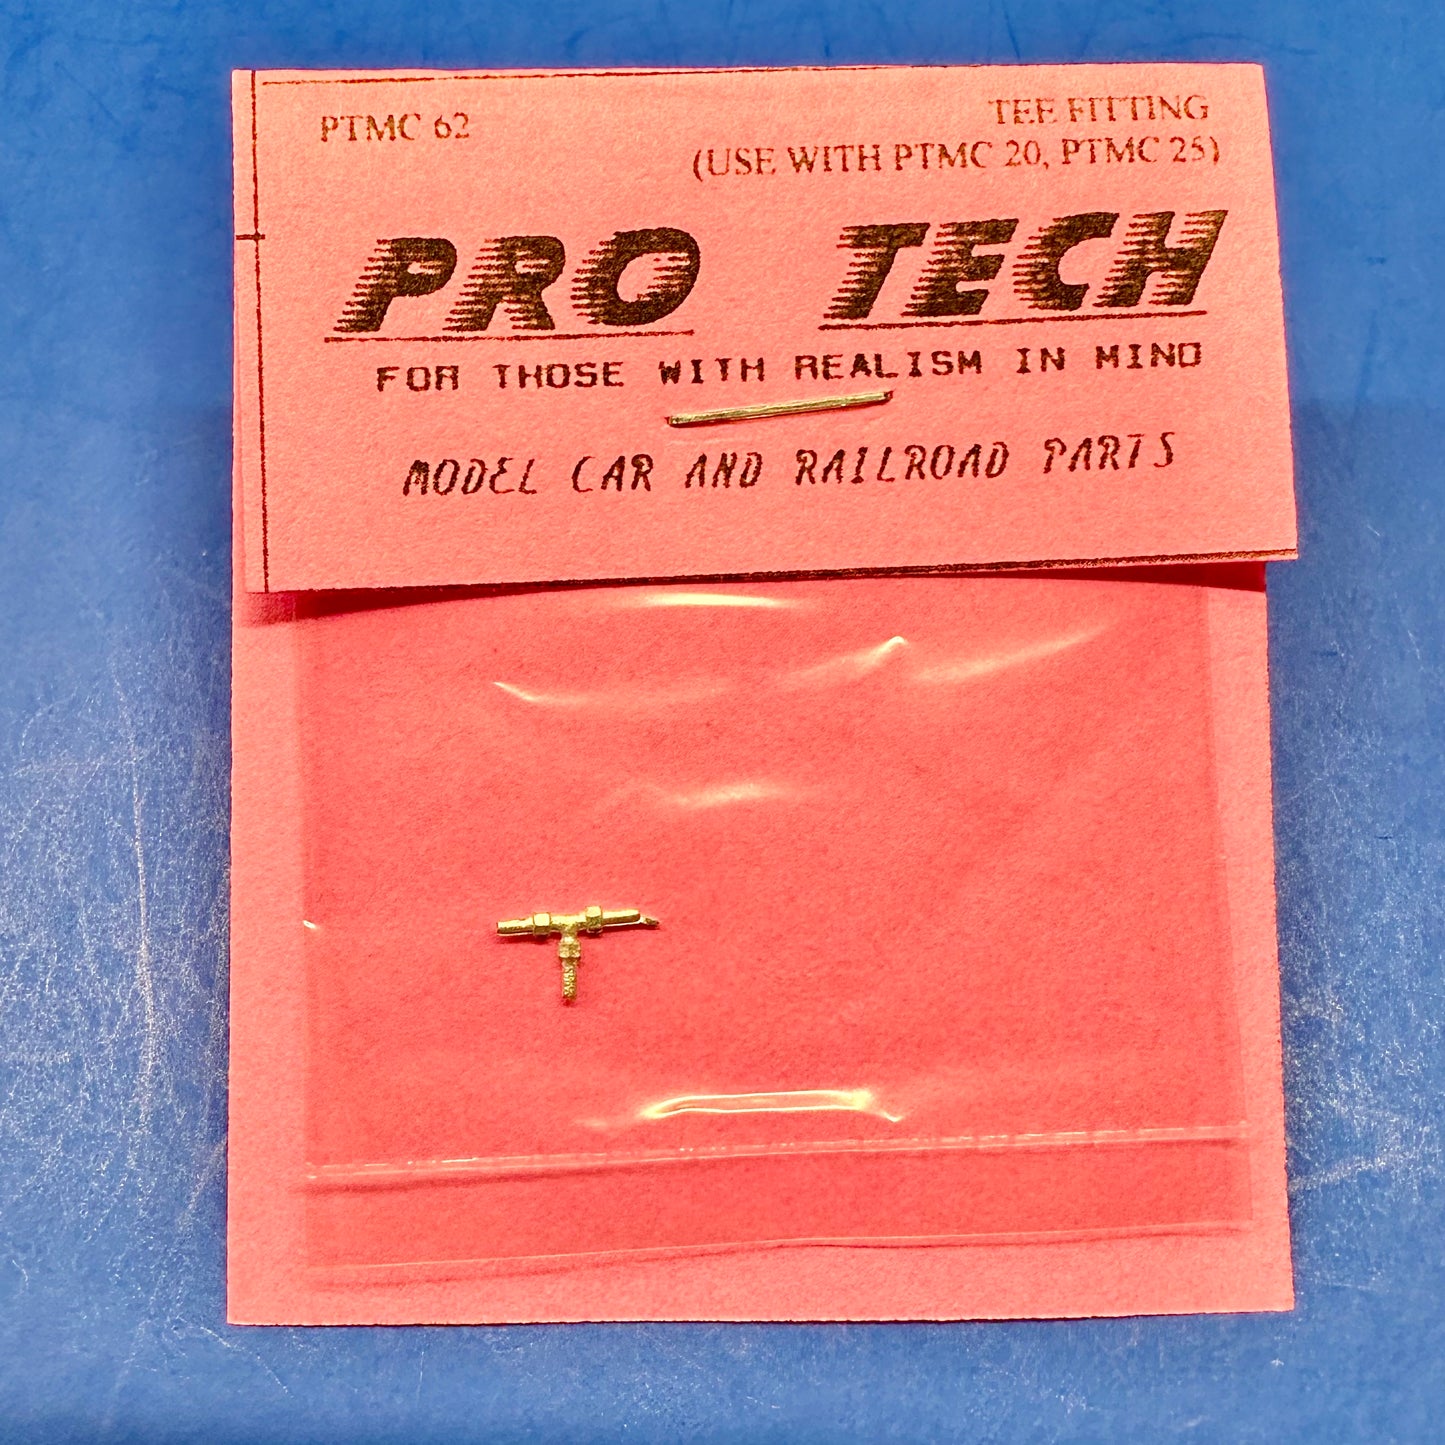 PTMC 62
TEE FITTING
(USE WITH PTMC 20, PTMC 25)
PRO TECH
FOR THOSE WITH REALISM IN MIND
MODEL CAR AND RAILROAD PARTS